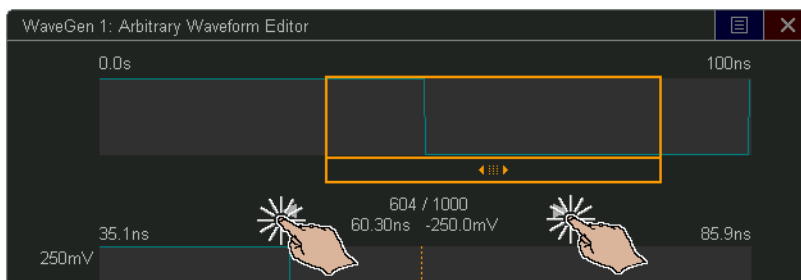 WaveGen 1: Arbitrary Waveform Editor
0.0s 100ns
604 / 1000
60.30ns -250.0mV
35.1ns 85.9ns
250mV